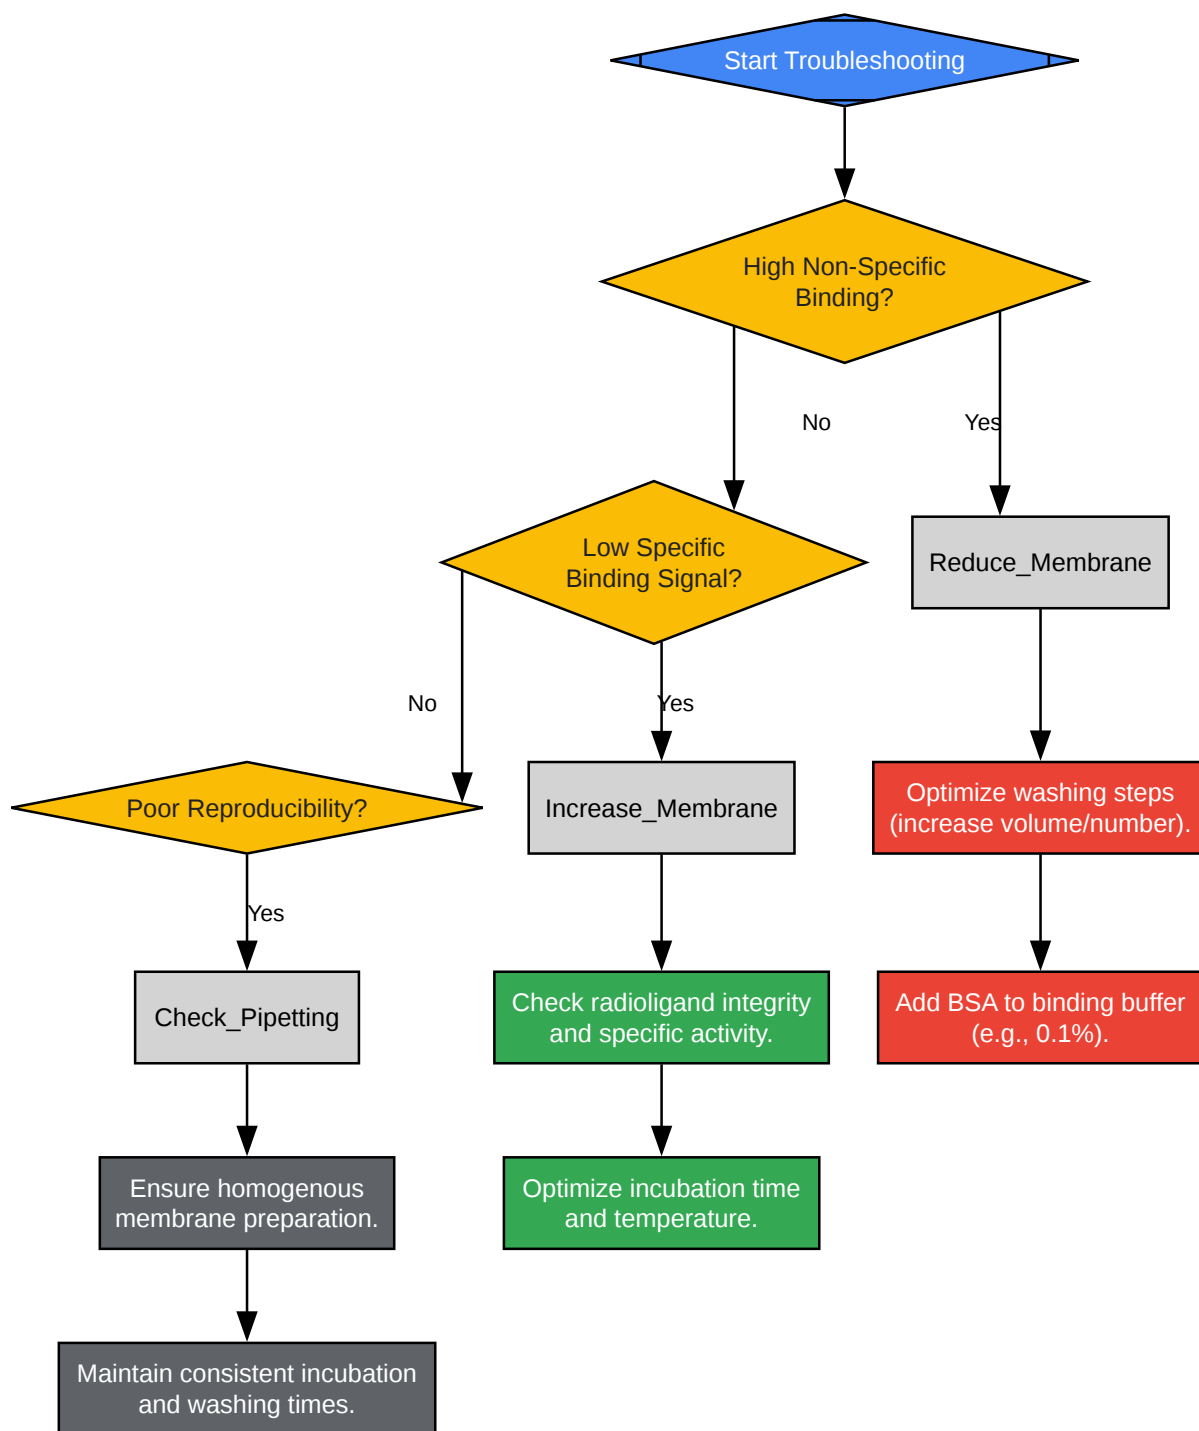 Start Troubleshooting
High Non-Specific
Binding?
No
Yes
Low Specific
Binding Signal?
Reduce_Membrane
No
Yes
Poor Reproducibility?
Increase_Membrane
Optimize washing steps
(increase volume/number).
Yes
Check_Pipetting
Check radioligand integrity
and specific activity.
Add BSA to binding buffer
(e.g., 0.1%).
Ensure homogenous
membrane preparation.
Optimize incubation time
and temperature.
Maintain consistent incubation
and washing times.